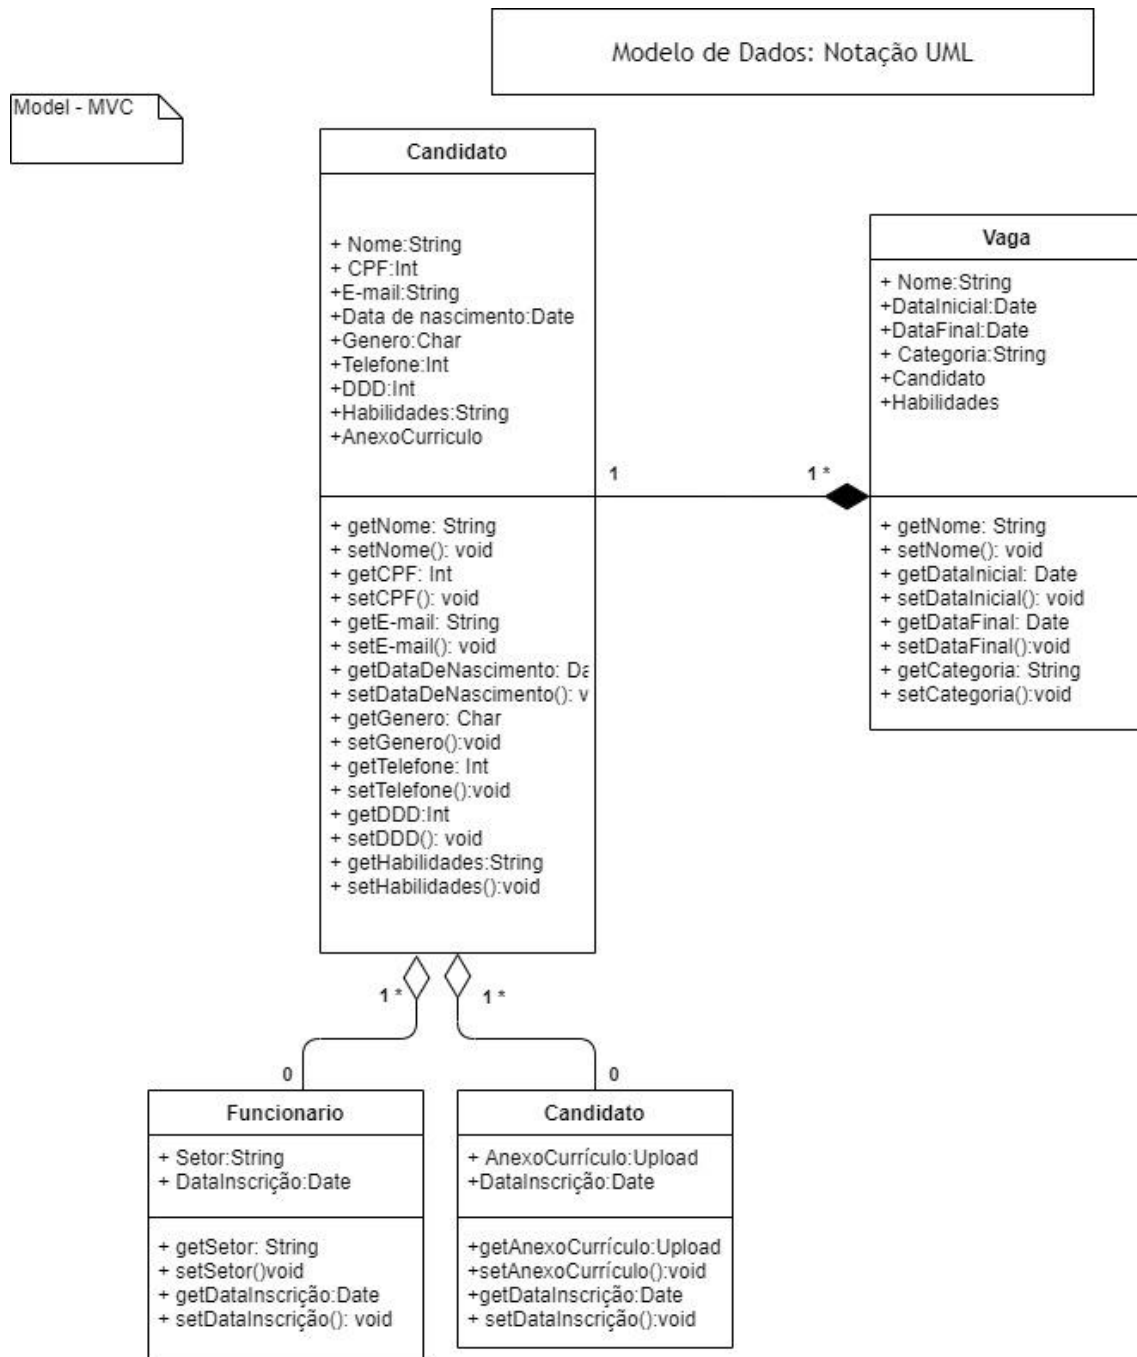 Modelo de Dados: Notação UML
Model - MVC
Candidato
+ Nome:String
+ CPF:Int
+E-mail:String
+Data de nascimento:Date
+Genero:Char
+Telefone:Int
+DDD:Int
+Habilidades:String
+AnexoCurriculo
+ getNome: String
+ setNome(): void
+ getCPF: Int
+ setCPF(): void
+ getE-mail: String
+ setE-mail(): void
+ getDataDeNascimento: Da
+ setDataDeNascimento(): v
+ getGenero: Char
+ setGenero():void
+ getTelefone: Int
+ setTelefone():void
+ getDDD:Int
+ setDDD(): void
+ getHabilidades:String
+ setHabilidades():void
1
1 *
Vaga
+ Nome:String
+DataInicial:Date
+DataFinal:Date
+ Categoria:String
+Candidato
+Habilidades
+ getNome: String
+ setNome(): void
+ getDataInicial: Date
+ setDataInicial(): void
+ getDataFinal: Date
+ setDataFinal():void
+ getCategoria: String
+ setCategoria():void
1 *
1 *
0
0
Funcionario
+ Setor:String
+ DataInscrição:Date
+ getSetor: String
+ setSetor()void
+ getDataInscrição:Date
+ setDataInscrição(): void
Candidato
+ AnexoCurrículo:Upload
+DataInscrição:Date
+getAnexoCurrículo:Upload
+setAnexoCurrículo():void
+getDataInscrição:Date
+ setDataInscrição():void